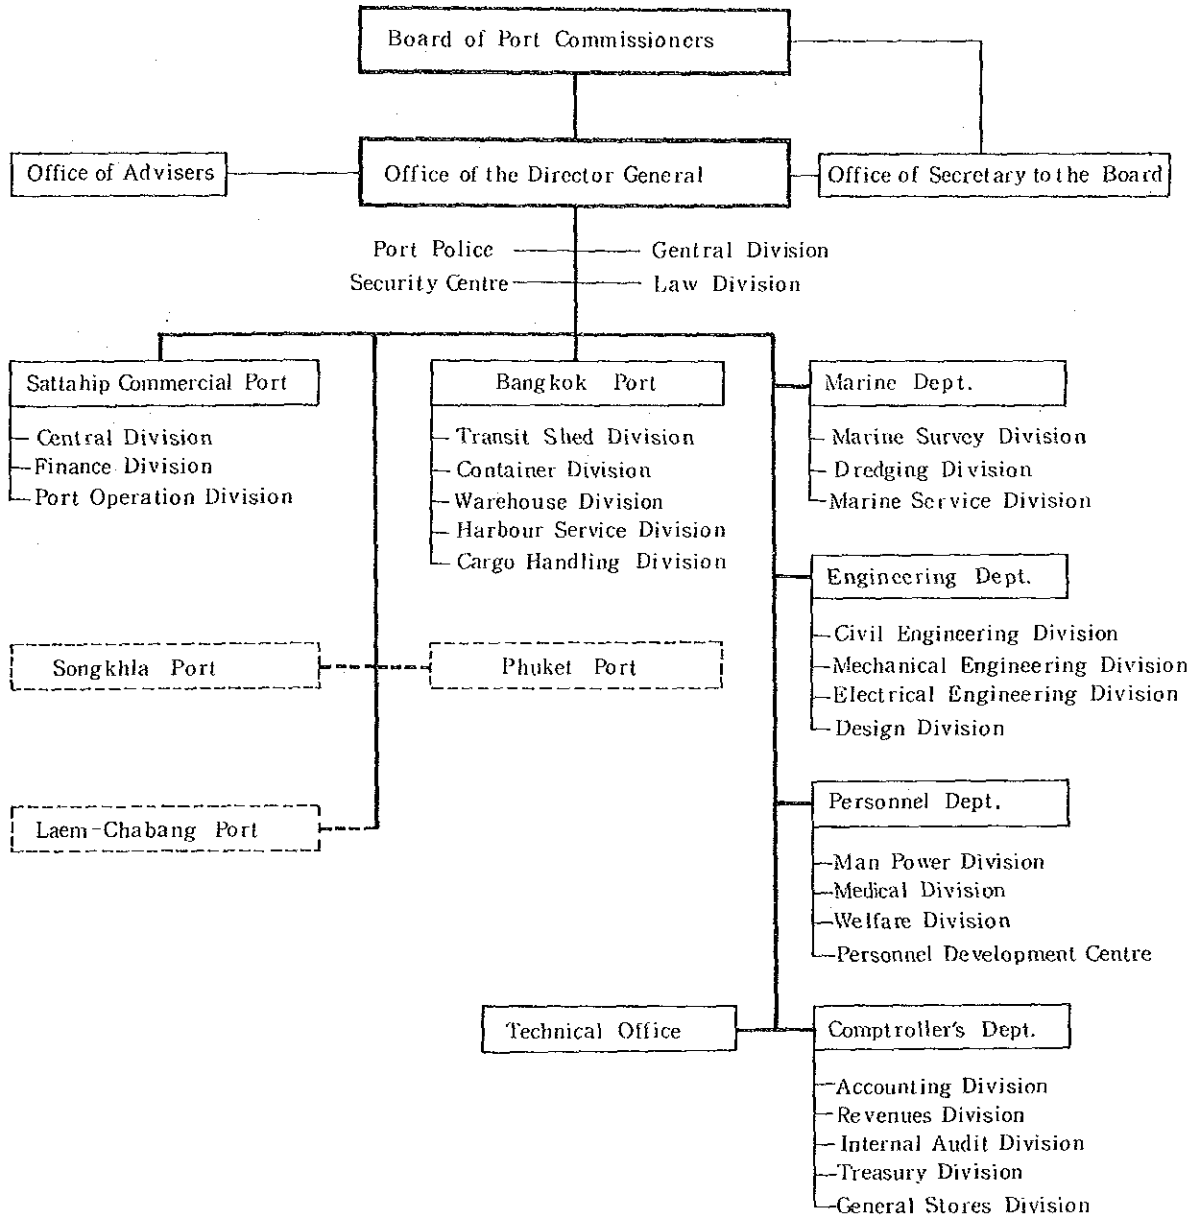 Board of Port Commissioners
Office of Advisers
Office of the Director General
Office of Secretary to the Board
Port Police
Gentral Division
Security Centre
Law Division
Sattahip Commercial Port
Central Division
Finance Division
Port Operation Division
Bangkok Port
Transit Shed Division
Container Division
Warehouse Division
Harbour Service Division
Cargo Handling Division
Marine Dept.
Marine Survey Division
Dredging Division
Marine Service Division
Engineering Dept.
Civil Engineering Division
Mechanical Engineering Division
Electrical Engineering Division
Design Division
Songkhla Port
Phuket Port
Laem-Chabang Port
Personnel Dept.
Man Power Division
Medical Division
Welfare Division
Personnel Development Centre
Technical Office
Comptroller's Dept.
Accounting Division
Revenues Division
Internal Audit Division
Treasury Division
General Stores Division